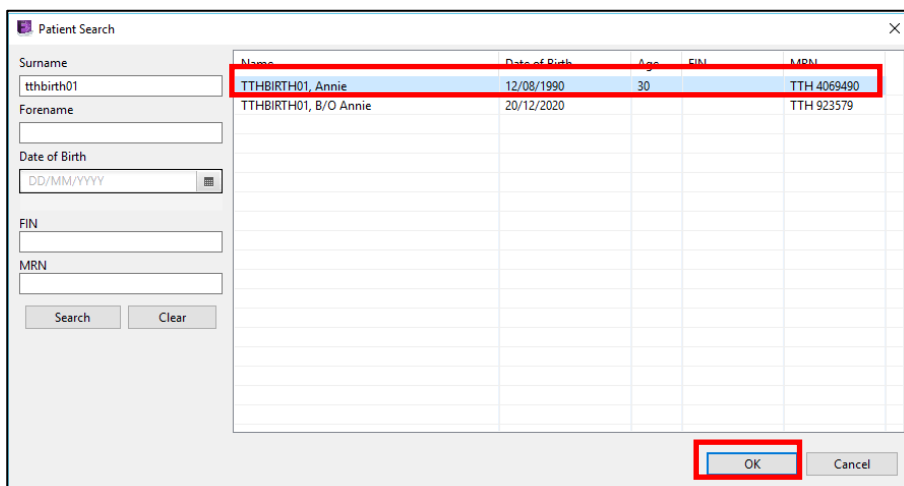 Patient Search
Surname
tthbirth01
Forename
Date of Birth
DD/MM/YYYY
FIN
MRN
Search Clear
Name Date of Birth Age FIN MRN
TTHBIRTH01, Annie 12/08/1990 30 TTH 4069490
TTHBIRTH01, B/O Annie 20/12/2020 TTH 923579
OK Cancel